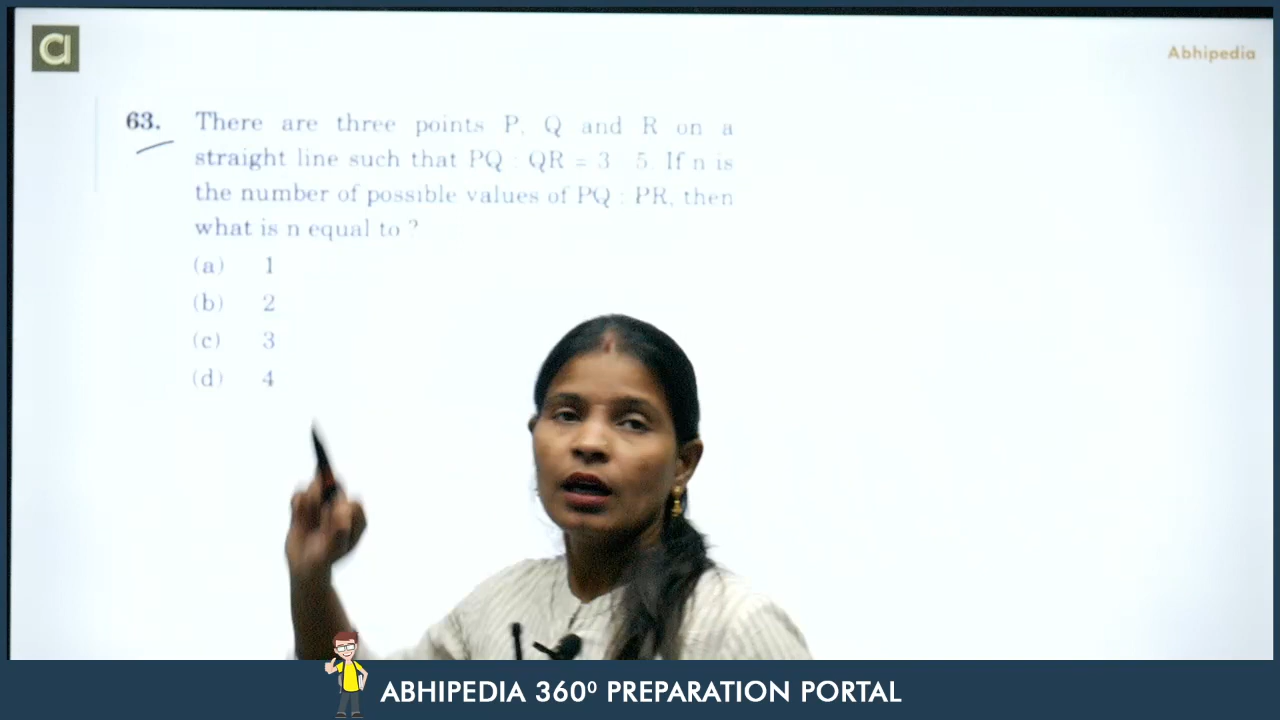 Abhipedia
63. There are three points P, Q and R on a
straight line such that PQ : QR = 3 5. If n is
the number of possible values of PQ : PR, then
what is n equal to ?
(a) 1
(b) 2
(c) 3
(d) 4
ABHIPEDIA 360⁰ PREPARATION PORTAL